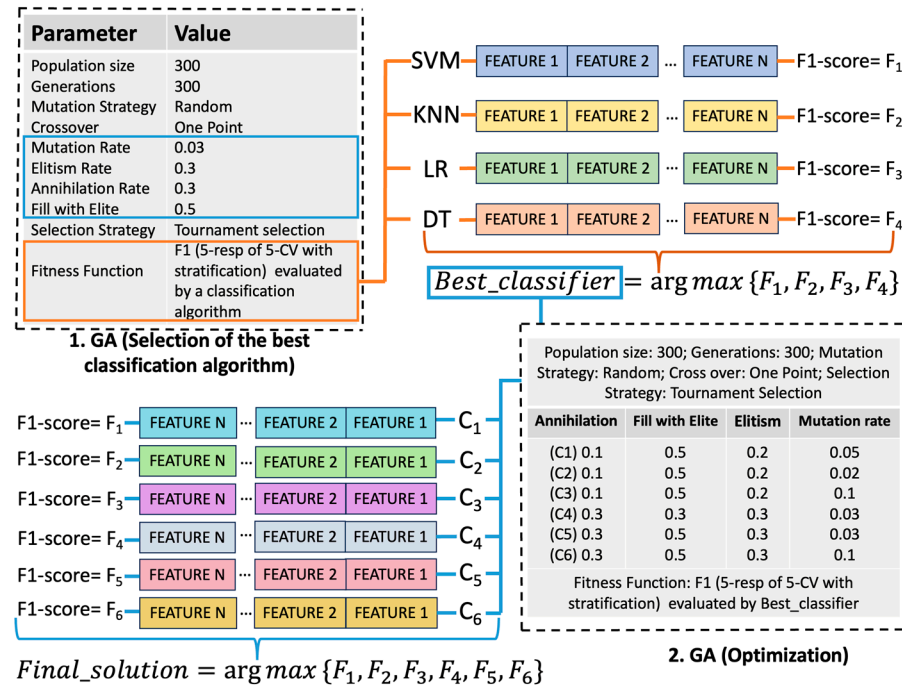 Parameter Value
Population size 300
Generations 300
Mutation Strategy Random
Crossover One Point
Mutation Rate 0.03
Elitism Rate 0.3
Annihilation Rate 0.3
Fill with Elite 0.5
Selection Strategy Tournament selection
Fitness Function F1 (5-resp of 5-CV with
stratification) evaluated
by a classification
algorithm
1. GA (Selection of the best
classification algorithm)
SVM FEATURE 1 FEATURE 2 ... FEATURE N F1-score= F1
KNN FEATURE 1 FEATURE 2 ... FEATURE N F1-score= F2
LR FEATURE 1 FEATURE 2 ... FEATURE N F1-score= F3
DT FEATURE 1 FEATURE 2 ... FEATURE N F1-score= F4
Best_classifier = arg max {F1, F2, F3, F4}
Population size: 300; Generations: 300; Mutation
Strategy: Random; Cross over: One Point; Selection
Strategy: Tournament Selection
Annihilation Fill with Elite Elitism Mutation rate
(C1) 0.1 0.5 0.2 0.05
(C2) 0.1 0.5 0.2 0.02
(C3) 0.1 0.5 0.2 0.1
(C4) 0.3 0.3 0.3 0.03
(C5) 0.3 0.5 0.3 0.03
(C6) 0.3 0.5 0.3 0.1
Fitness Function: F1 (5-resp of 5-CV with
stratification) evaluated by Best_classifier
2. GA (Optimization)
F1-score= F1 FEATURE N ... FEATURE 2 FEATURE 1 C1
F1-score= F2 FEATURE N ... FEATURE 2 FEATURE 1 C2
F1-score= F3 FEATURE N ... FEATURE 2 FEATURE 1 C3
F1-score= F4 FEATURE N ... FEATURE 2 FEATURE 1 C4
F1-score= F5 FEATURE N ... FEATURE 2 FEATURE 1 C5
F1-score= F6 FEATURE N ... FEATURE 2 FEATURE 1 C6
Final_solution = arg max {F1, F2, F3, F4, F5, F6}